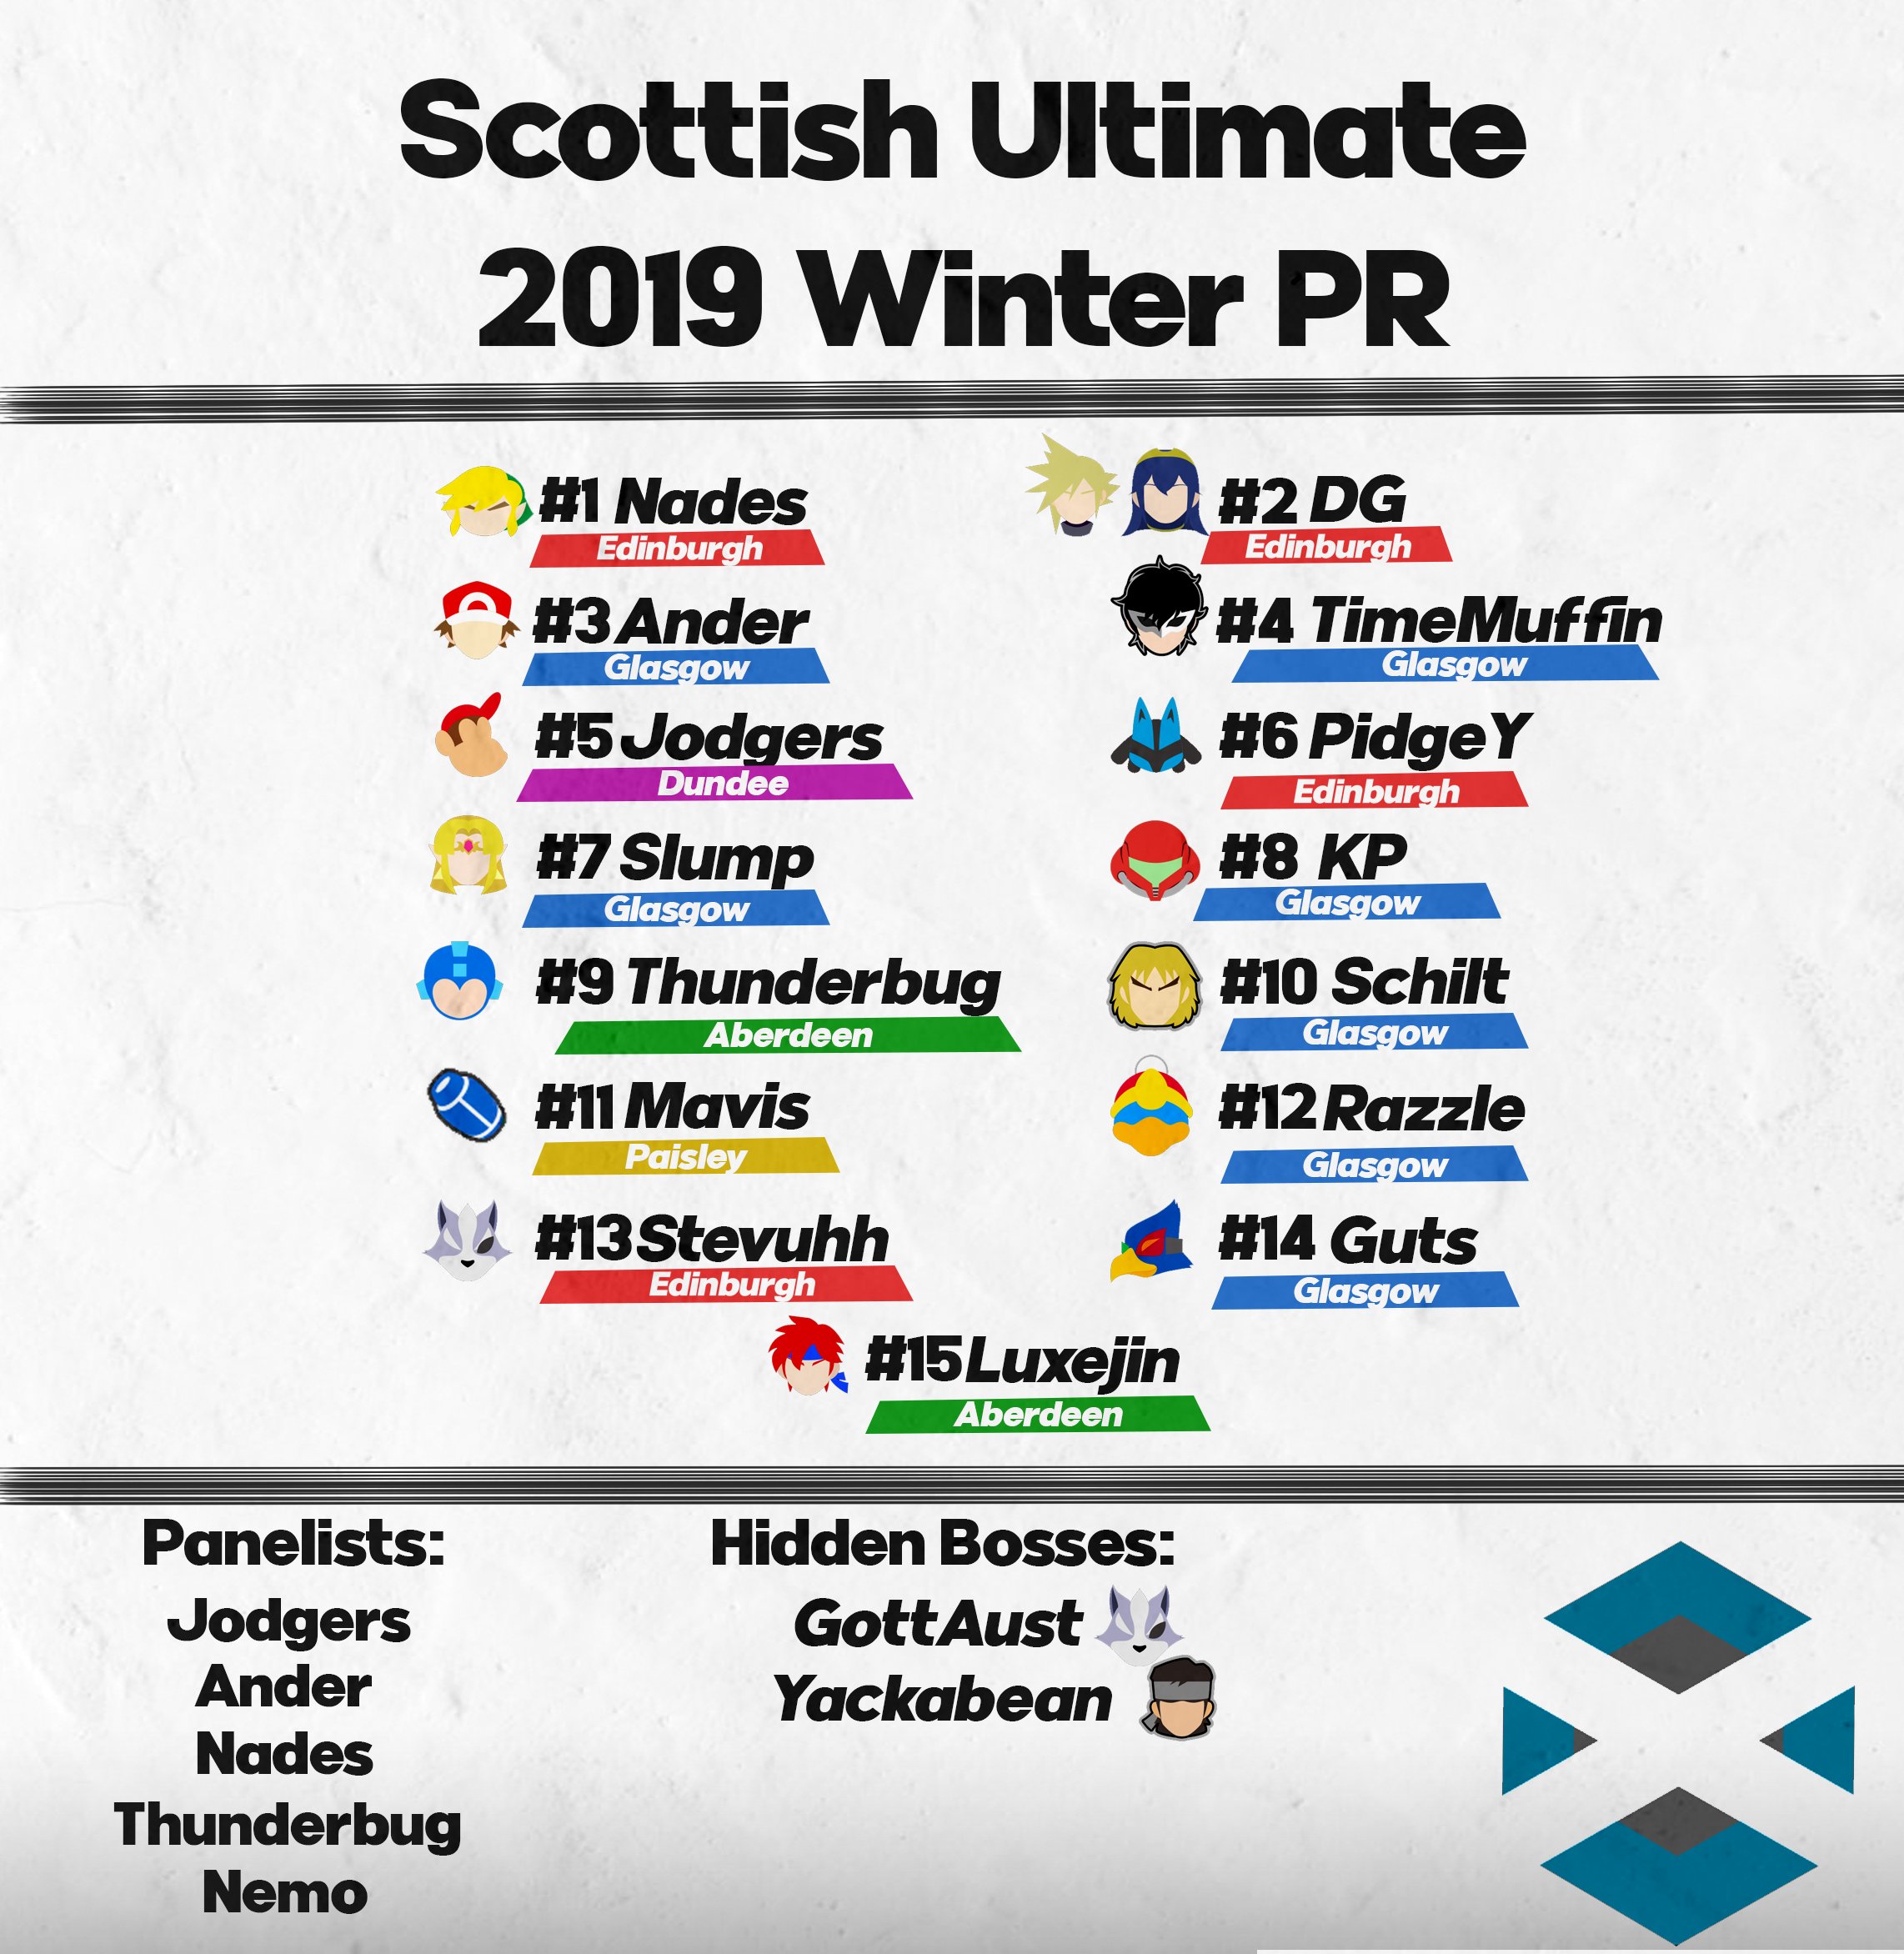 Scottish Ultimate
2019 Winter PR
#1 Nades
Edinburgh
#2 DG
Edinburgh
#3 Ander
Glasgow
#4 TimeMuffin
Glasgow
#5 Jodgers
Dundee
#6 PidgeY
Edinburgh
#7 Slump
Glasgow
#8 KP
Glasgow
#9 Thunderbug
Aberdeen
#10 Schilt
Glasgow
#11 Mavis
Paisley
#12 Razzle
Glasgow
#13 Stevuhh
Edinburgh
#14 Guts
Glasgow
#15 Luxejin
Aberdeen
Panelists:
Jodgers
Ander
Nades
Thunderbug
Nemo
Hidden Bosses:
GottAust
Yackabean